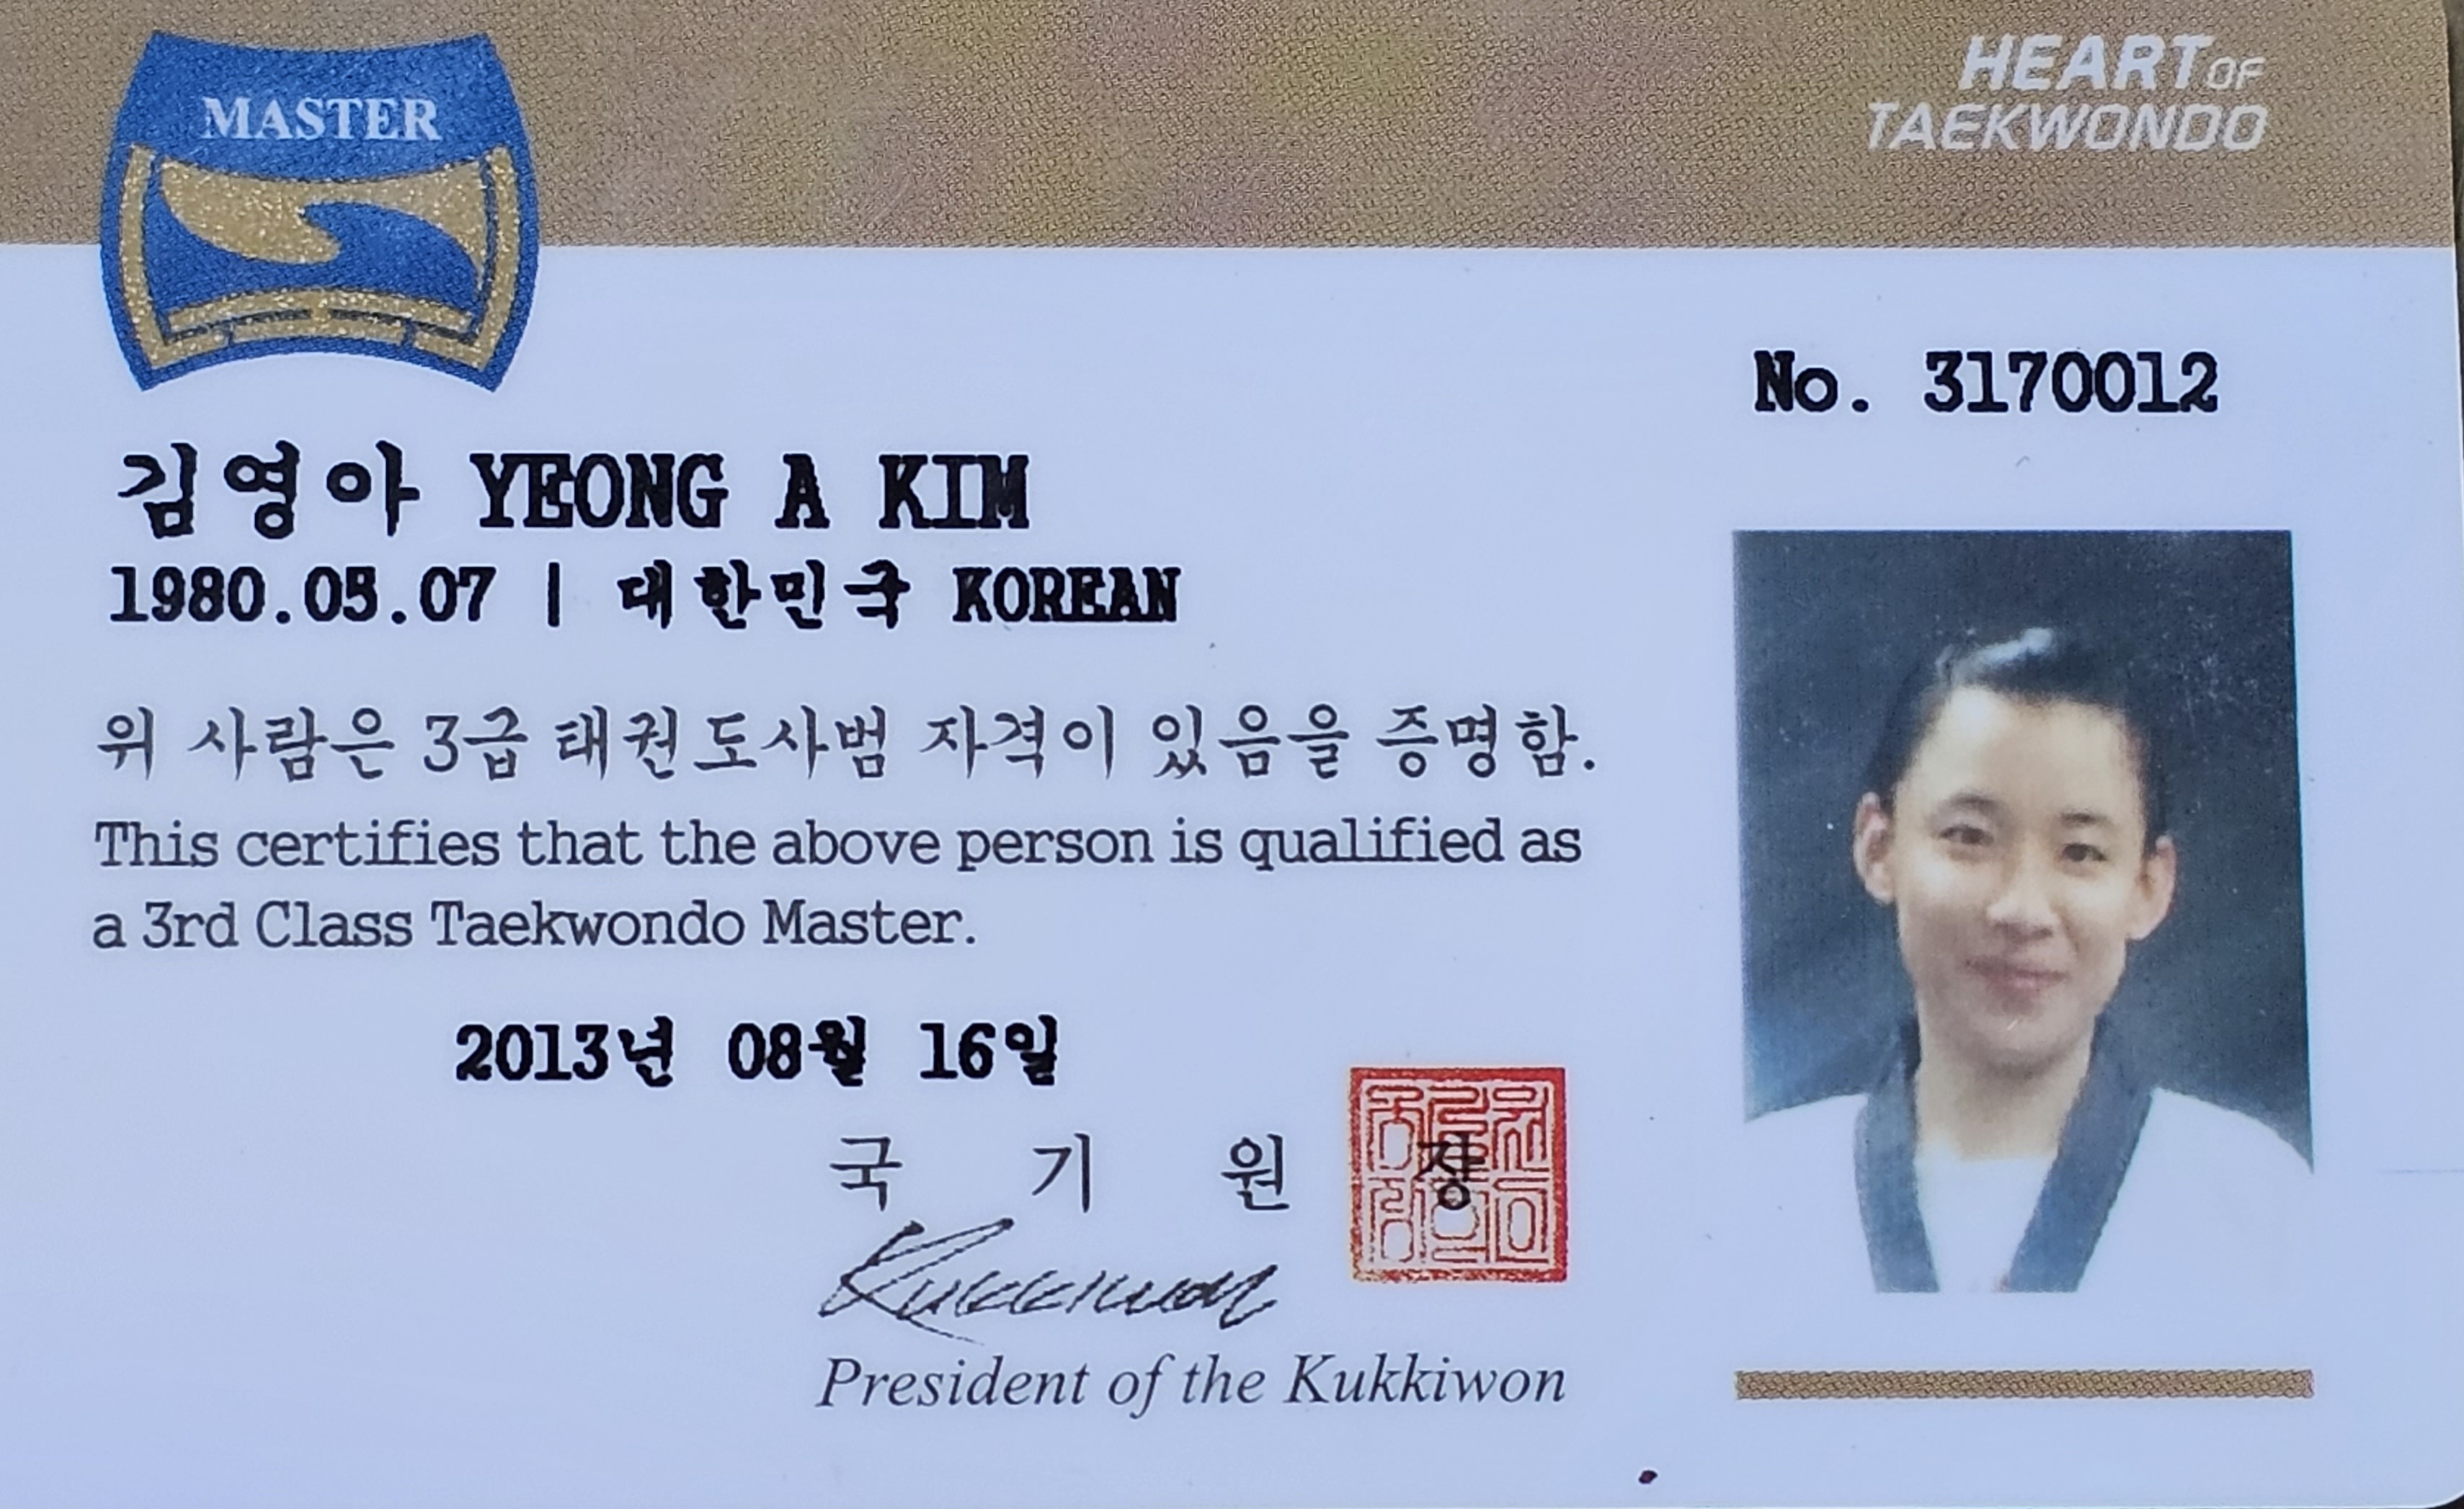 MASTER
HEART OF
TAEKWONDO
No. 3170012
김영아 YEONG A KIM
1980.05.07 | 대한민국 KOREAN
위 사람은 3급 태권도사범 자격이 있음을 증명함.
This certifies that the above person is qualified as
a 3rd Class Taekwondo Master.
2013년 08월 16일
국 기 원 장
Kukkiwon
President of the Kukkiwon